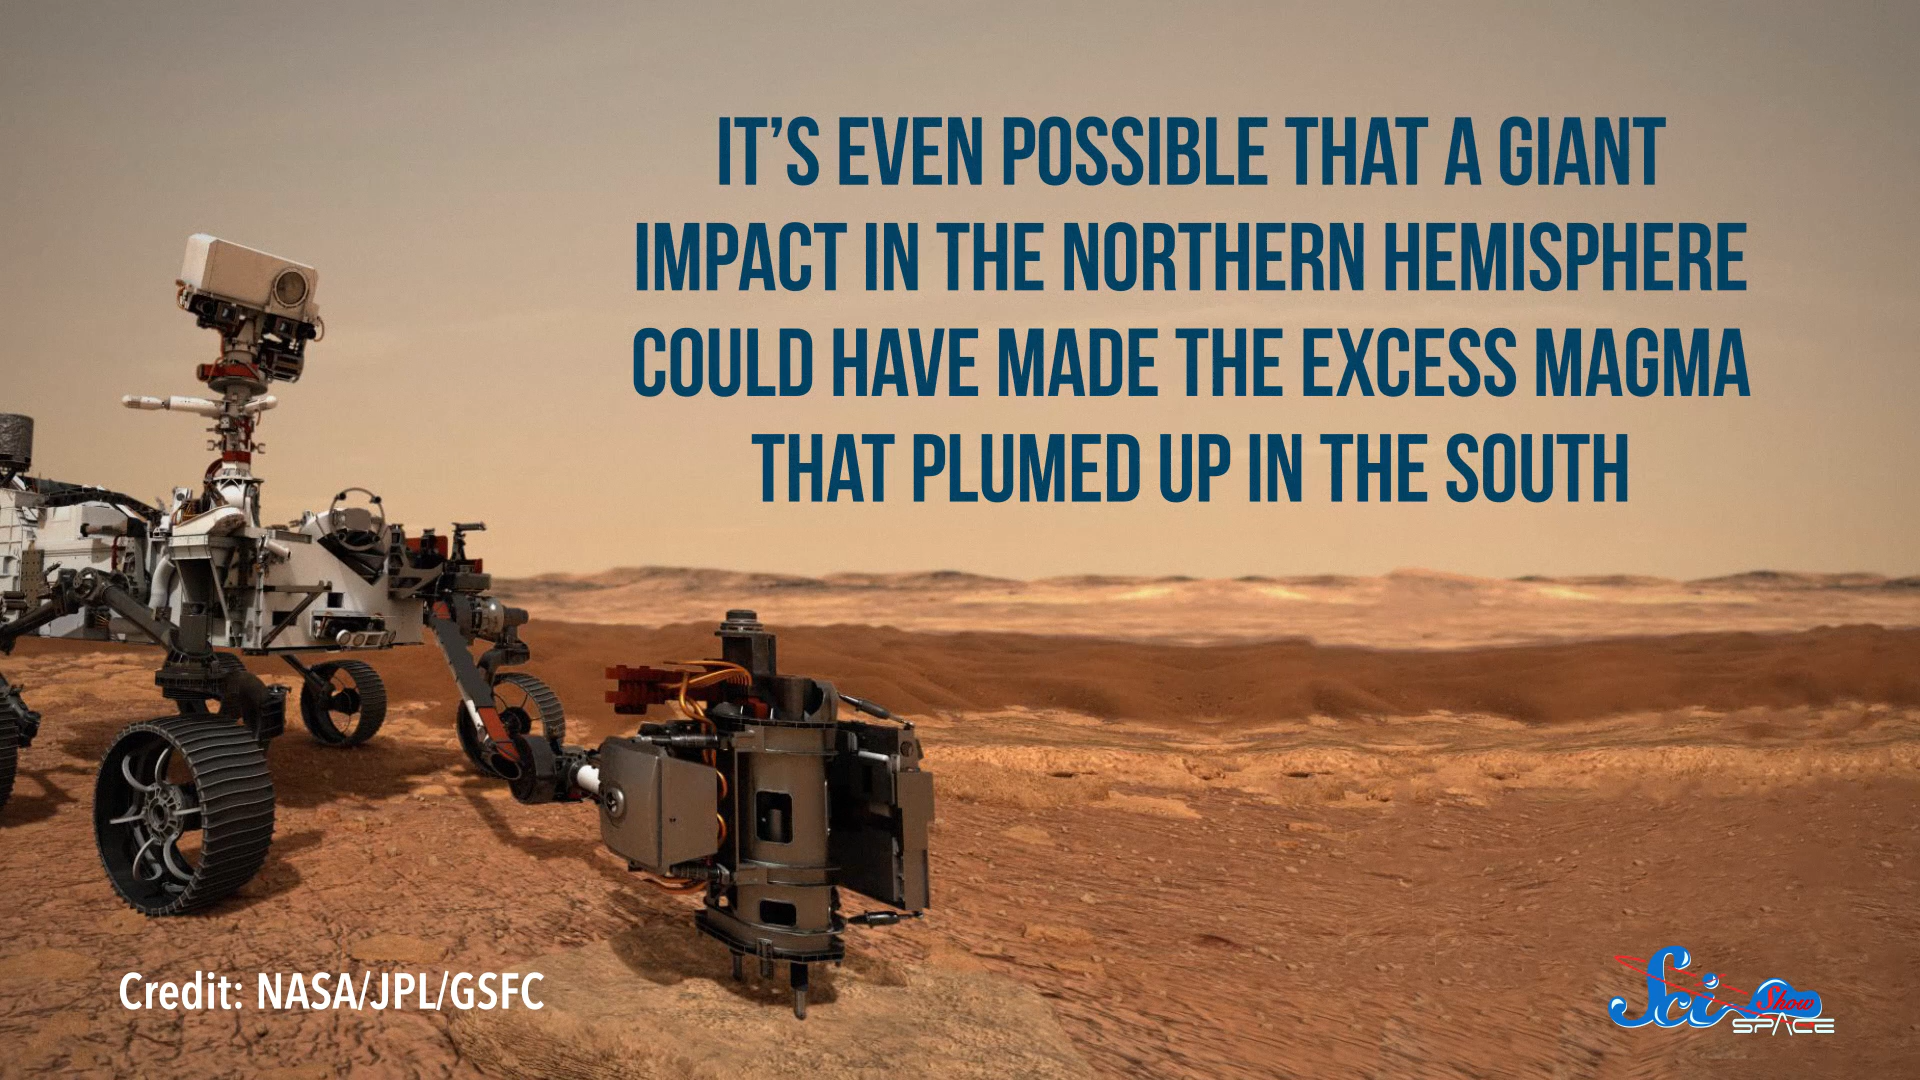 IT’S EVEN POSSIBLE THAT A GIANT
IMPACT IN THE NORTHERN HEMISPHERE
COULD HAVE MADE THE EXCESS MAGMA
THAT PLUMED UP IN THE SOUTH
Credit: NASA/JPL/GSFC
Sci Show
SPACE